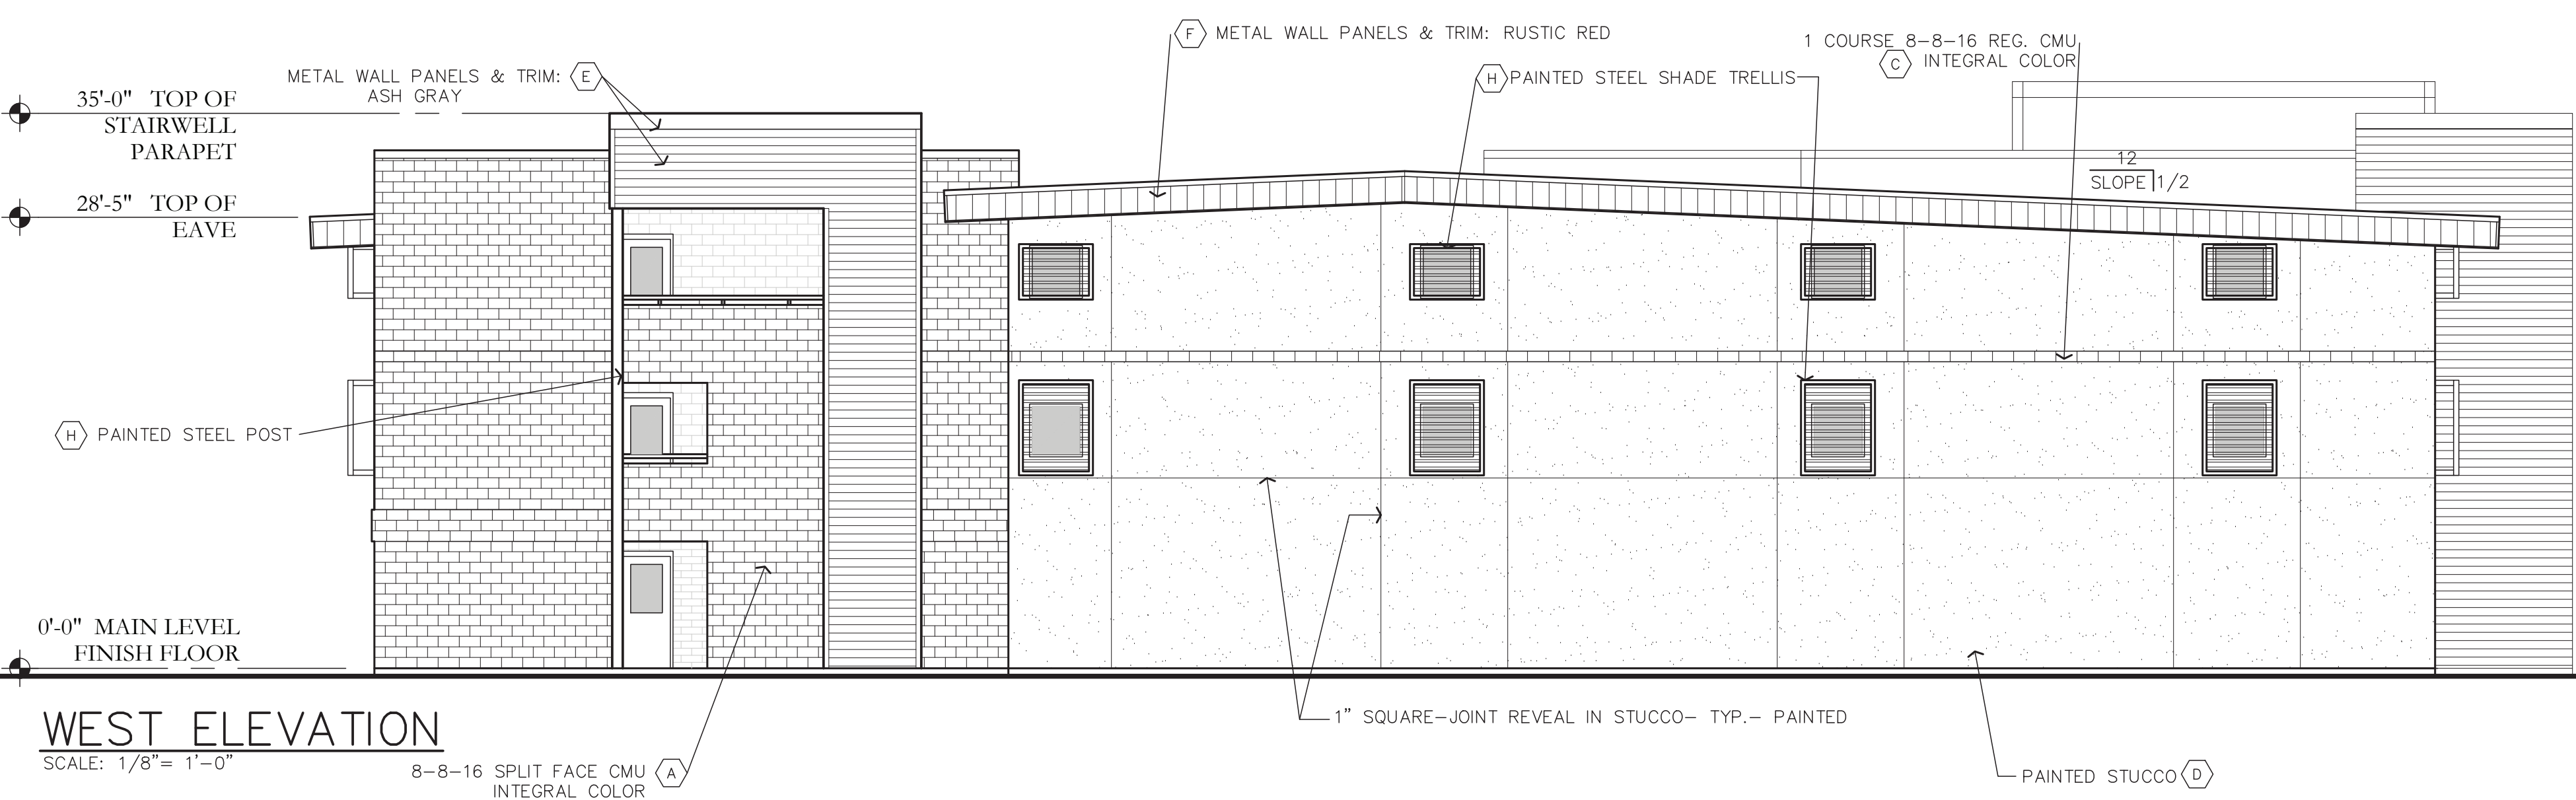 F METAL WALL PANELS & TRIM: RUSTIC RED
1 COURSE 8-8-16 REG. CMU
C INTEGRAL COLOR
METAL WALL PANELS & TRIM: E
ASH GRAY
H PAINTED STEEL SHADE TRELLIS
35'-0" TOP OF
STAIRWELL
PARAPET
12
SLOPE 1/2
28'-5" TOP OF
EAVE
H PAINTED STEEL POST
0'-0" MAIN LEVEL
FINISH FLOOR
WEST ELEVATION
SCALE: 1/8"= 1'-0"
1" SQUARE-JOINT REVEAL IN STUCCO- TYP.- PAINTED
8-8-16 SPLIT FACE CMU A
INTEGRAL COLOR
PAINTED STUCCO D